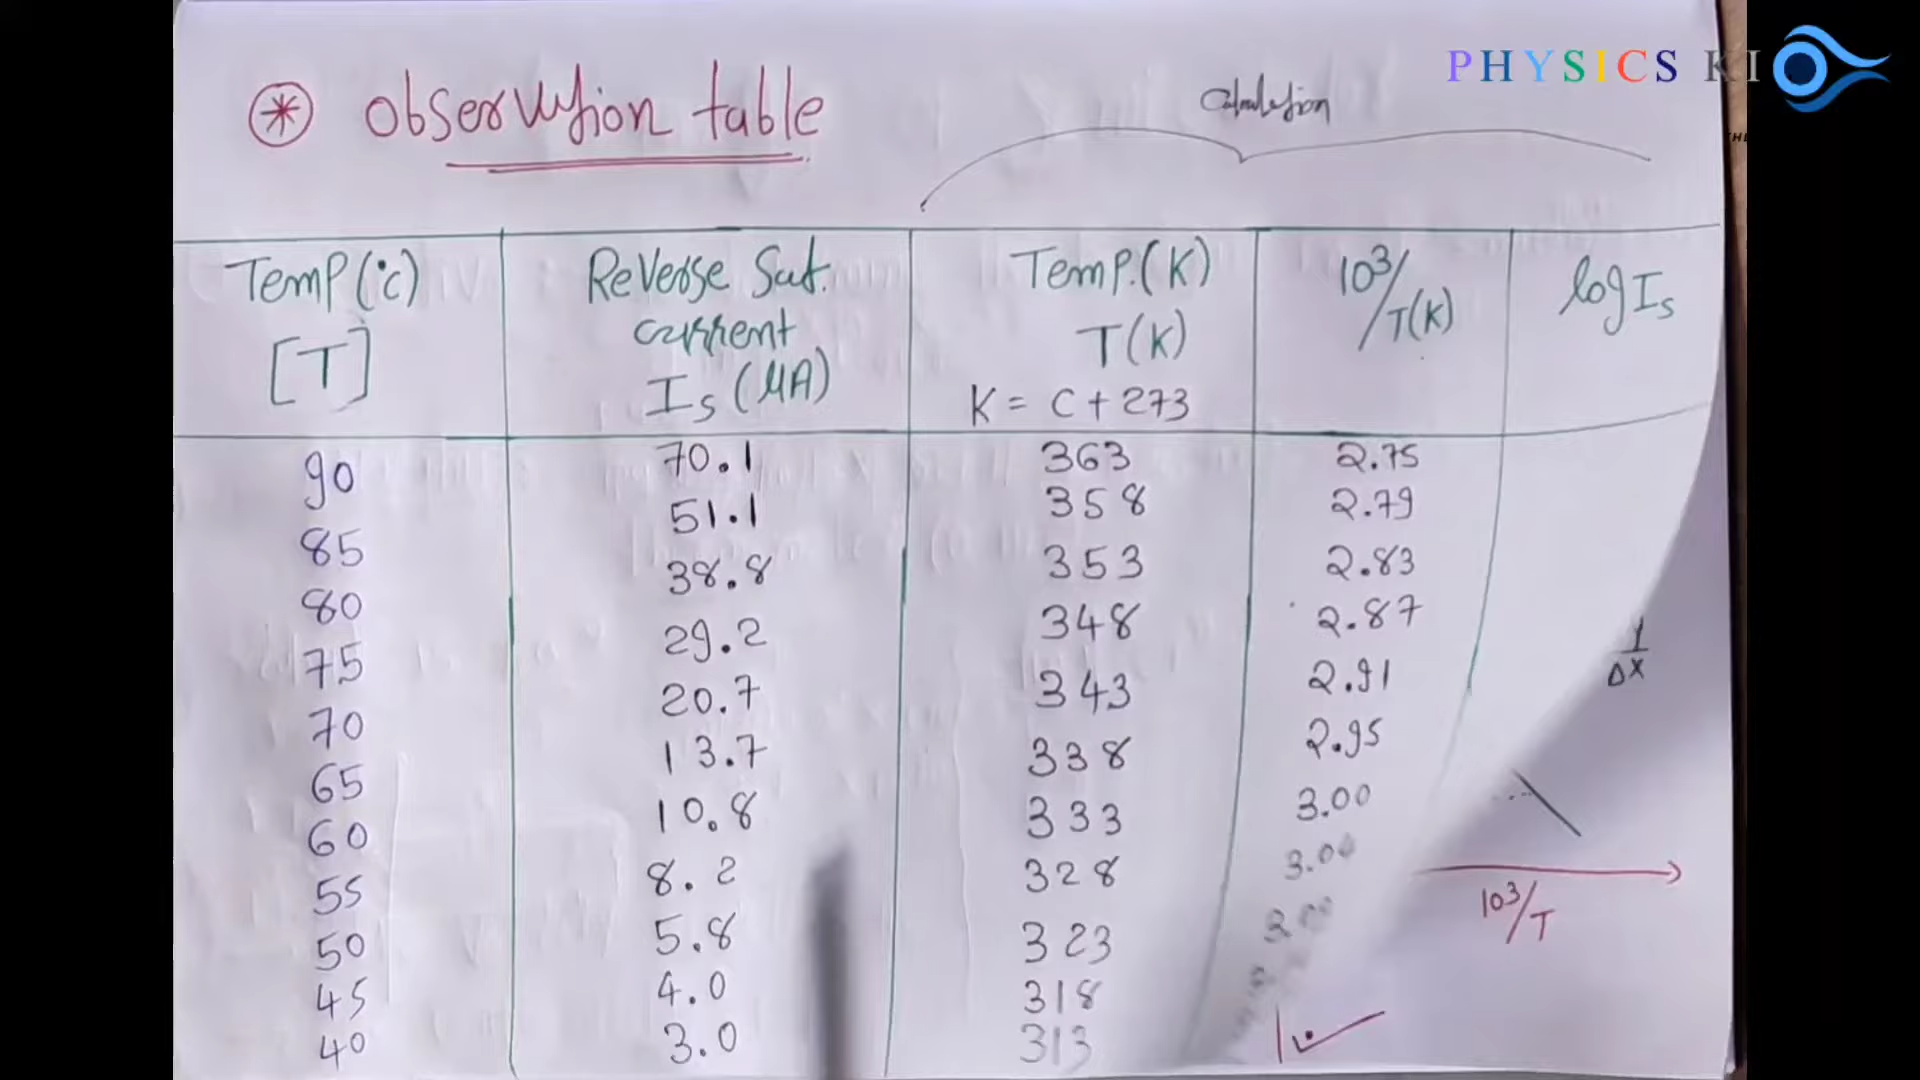 PHYSICS KI
* Observation table
Calculation
Temp(°c) [T]
Reverse Sat. current Is (μA)
Temp.(K) T(K) K = C + 273
10³/T(K)
log Is
90 70.1 363 2.75
85 51.1 358 2.79
80 38.8 353 2.83
75 29.2 348 2.87
70 20.7 343 2.91
65 13.7 338 2.95
60 10.8 333 3.00
55 8.2 328
50 5.8 323
45 4.0 318
40 3.0 313
Δx
10³/T